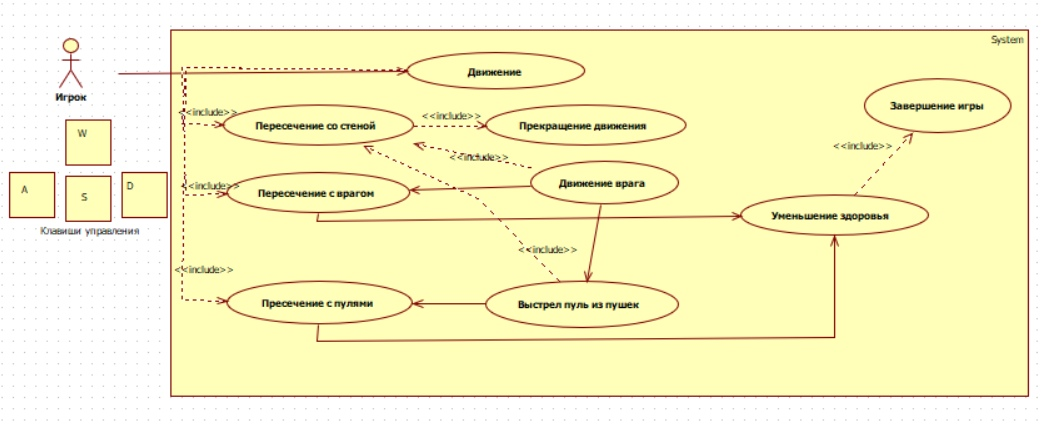 System
Игрок
Движение
Завершение игры
<<include>>
Пересечение со стеной
<<include>>
Прекращение движения
W
<<include>>
<<include>>
A
S
D
<<include>>
Пересечение с врагом
Движение врага
Уменьшение здоровья
Клавиши управления
<<include>>
<<include>>
Пресечение с пулями
Выстрел пуль из пушек